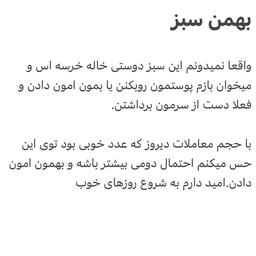 بهمن سبز
واقعا نمیدونم این سبز دوستی خاله خرسه اس و
میخوان بازم پوستمون روبکنن یا بمون امون دادن و
فعلا دست از سرمون برداشتن.
با حجم معاملات دیروز که عدد خوبی بود توی این
حس میکنم احتمال دومی بیشتر باشه و بهمون امون
دادن.امید دارم به شروع روزهای خوب